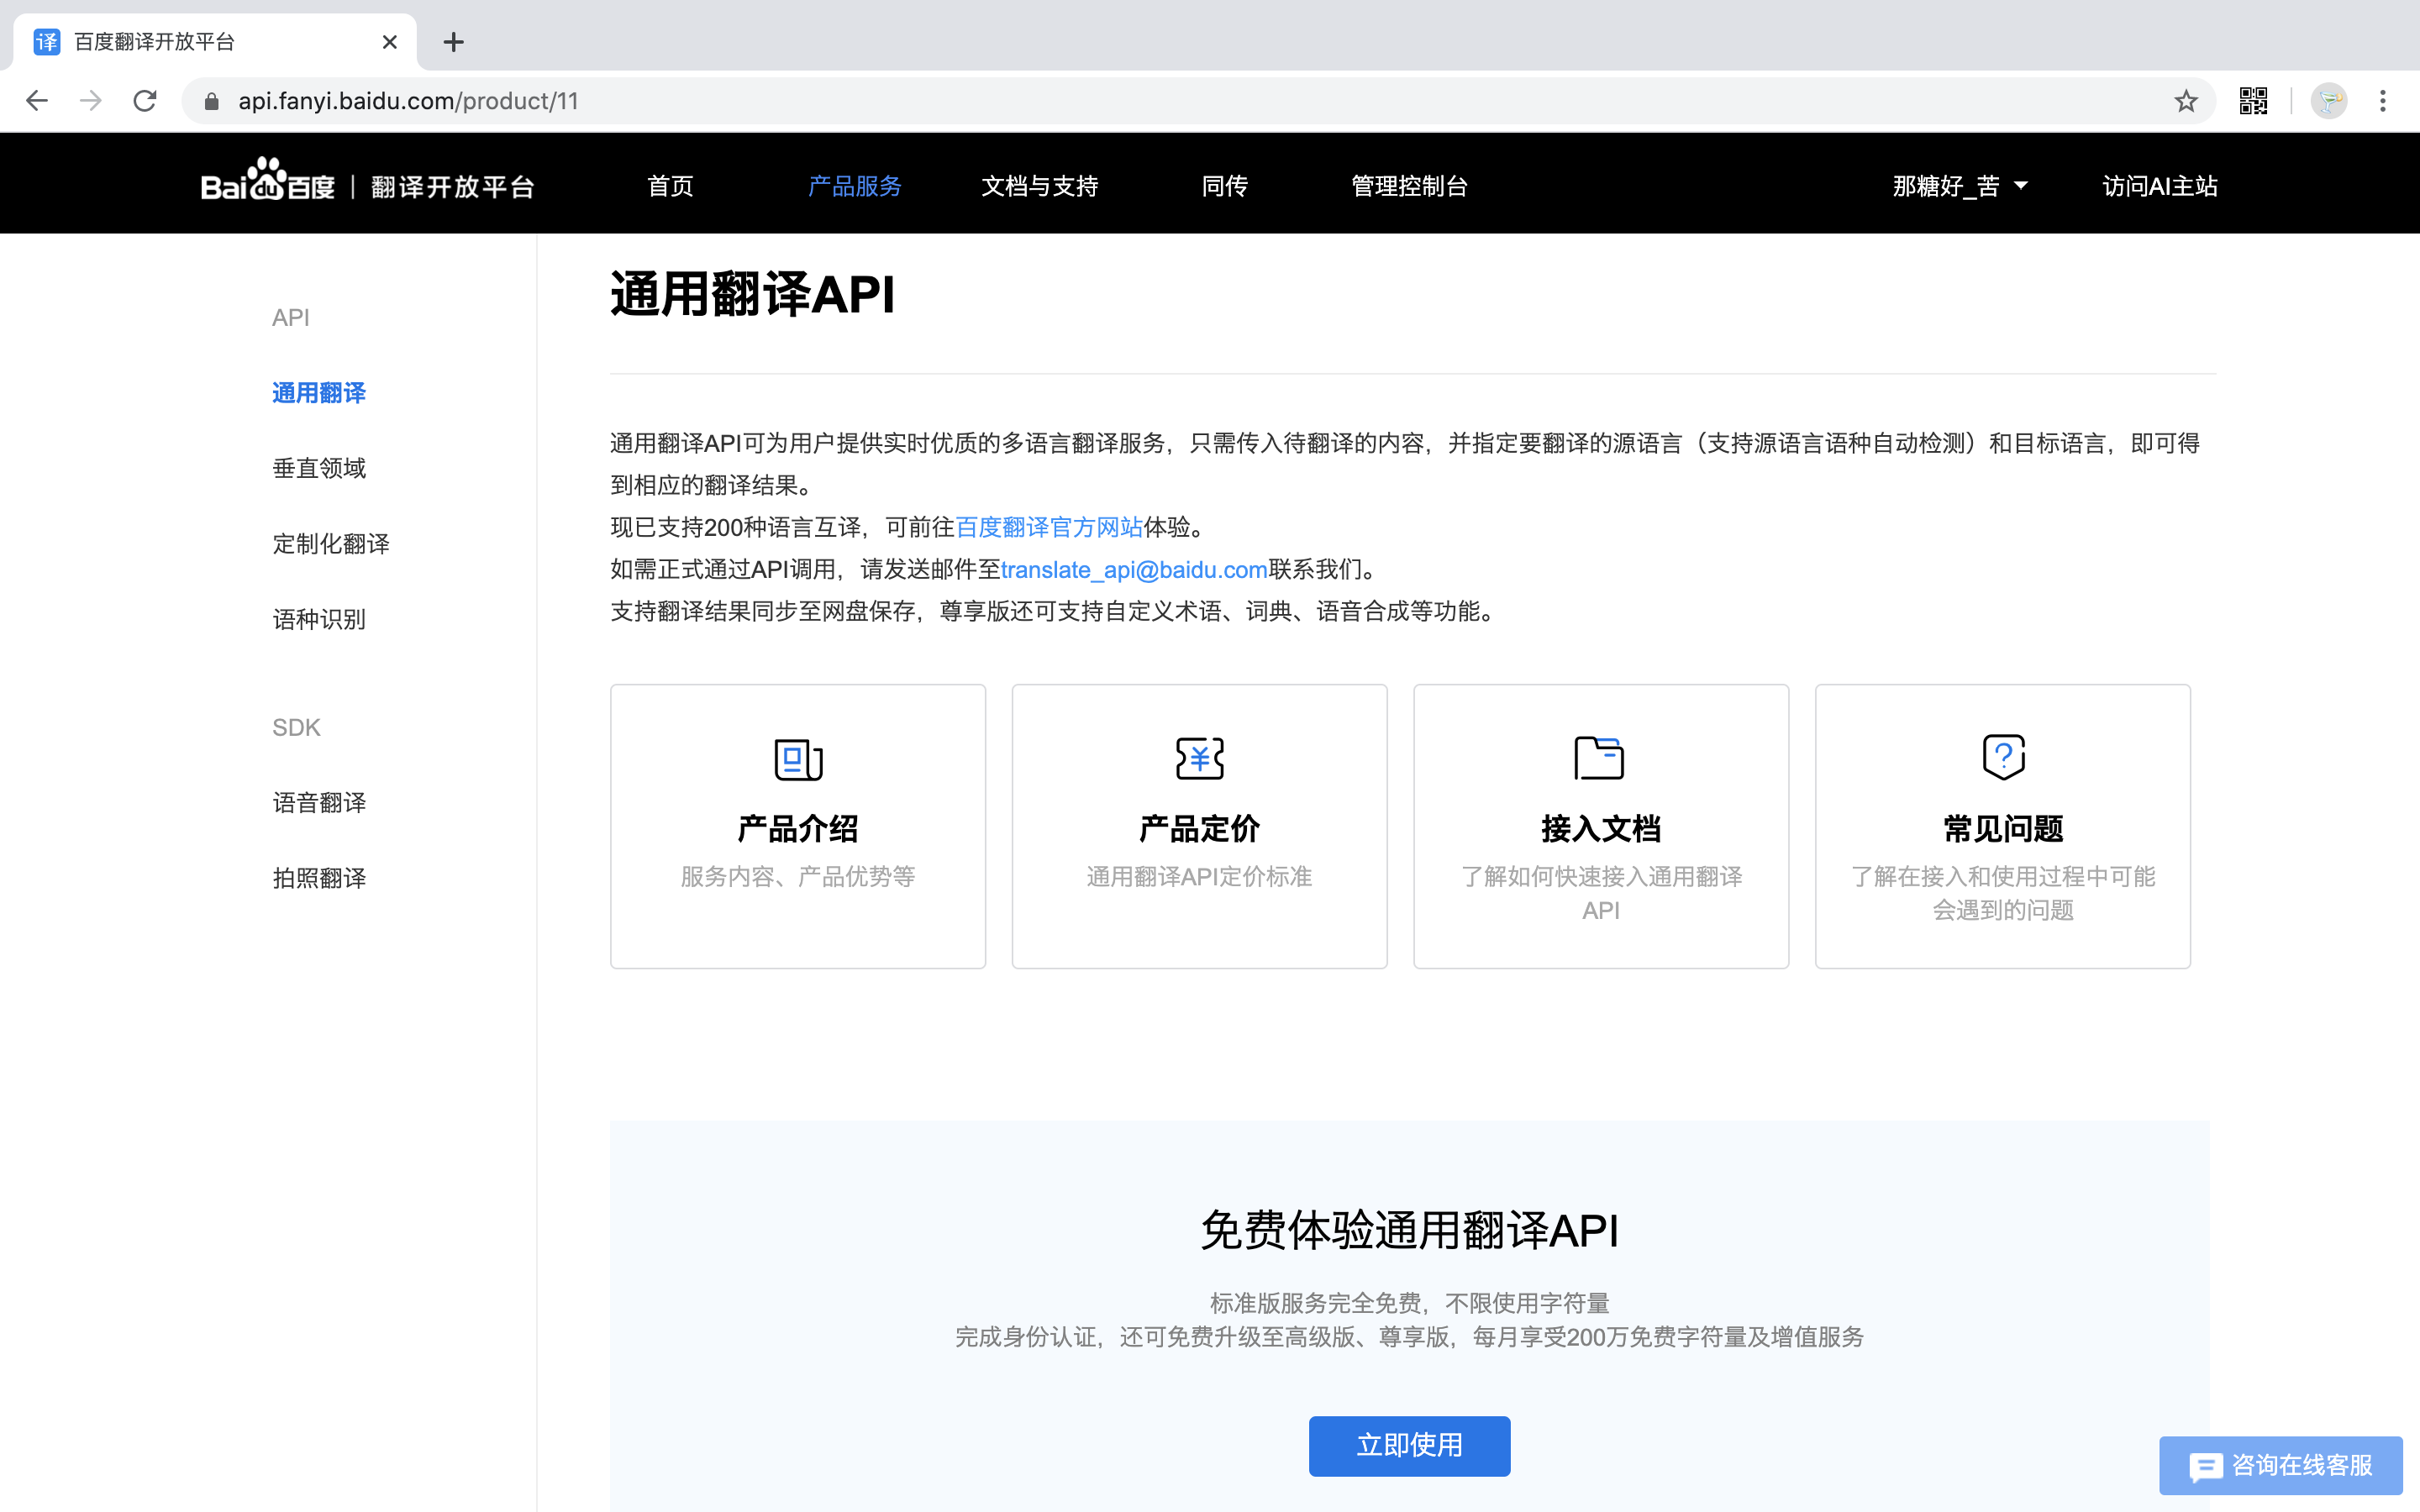 译 百度翻译开放平台
api.fanyi.baidu.com/product/11
Bai du 百度 | 翻译开放平台
首页
产品服务
文档与支持
同传
管理控制台
那糖好_苦
访问AI主站
API
通用翻译
垂直领域
定制化翻译
语种识别
SDK
语音翻译
拍照翻译
通用翻译API
通用翻译API可为用户提供实时优质的多语言翻译服务，只需传入待翻译的内容，并指定要翻译的源语言（支持源语言语种自动检测）和目标语言，即可得
到相应的翻译结果。
现已支持200种语言互译，可前往百度翻译官方网站体验。
如需正式通过API调用，请发送邮件至translate_api@baidu.com联系我们。
支持翻译结果同步至网盘保存，尊享版还可支持自定义术语、词典、语音合成等功能。
产品介绍
服务内容、产品优势等
产品定价
通用翻译API定价标准
接入文档
了解如何快速接入通用翻译
API
常见问题
了解在接入和使用过程中可能
会遇到的问题
免费体验通用翻译API
标准版服务完全免费，不限使用字符量
完成身份认证，还可免费升级至高级版、尊享版，每月享受200万免费字符量及增值服务
立即使用
咨询在线客服